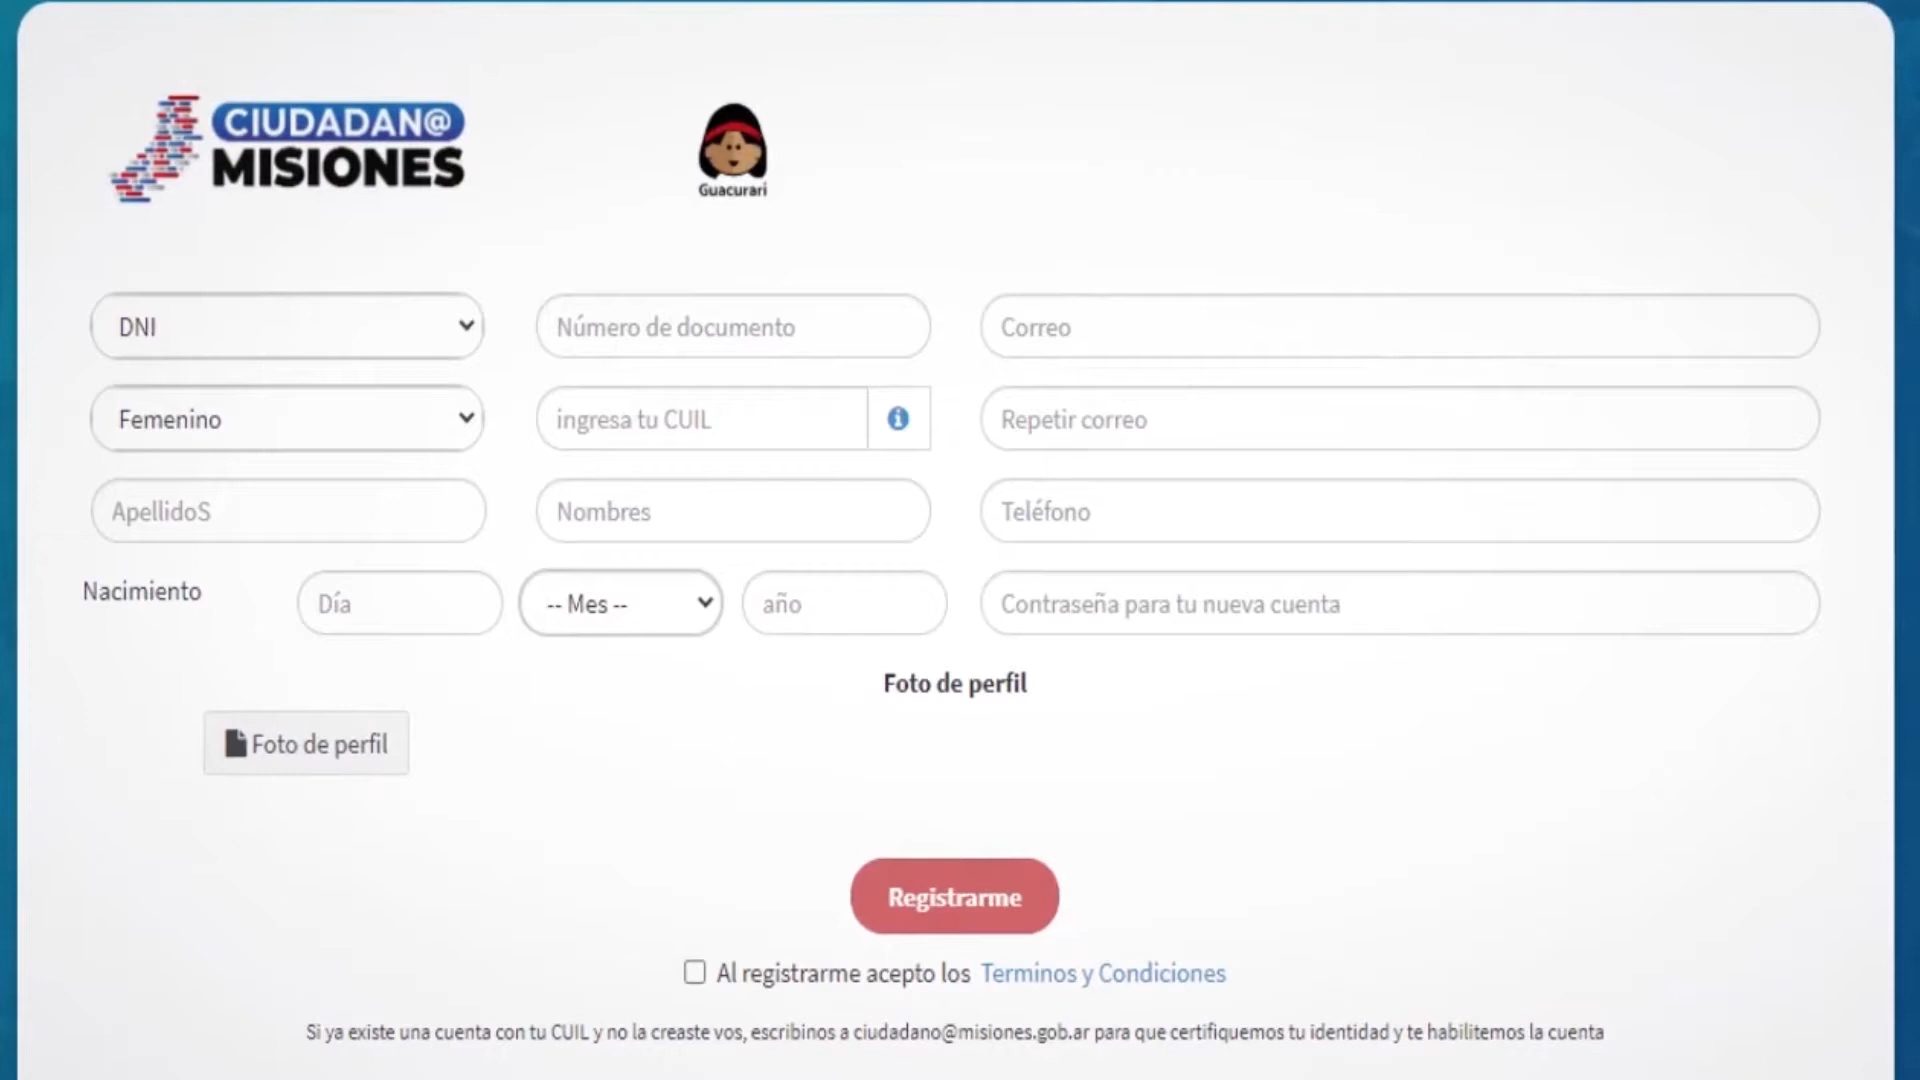 CIUDADAN@
MISIONES
Guacurari
DNI
Número de documento
Correo
Femenino
ingresa tu CUIL
Repetir correo
ApellidoS
Nombres
Teléfono
Nacimiento
Día
-- Mes --
año
Contraseña para tu nueva cuenta
Foto de perfil
Foto de perfil
Registrarme
Al registrarme acepto los Terminos y Condiciones
Si ya existe una cuenta con tu CUIL y no la creaste vos, escribinos a ciudadano@misiones.gob.ar para que certifiquemos tu identidad y te habilitemos la cuenta